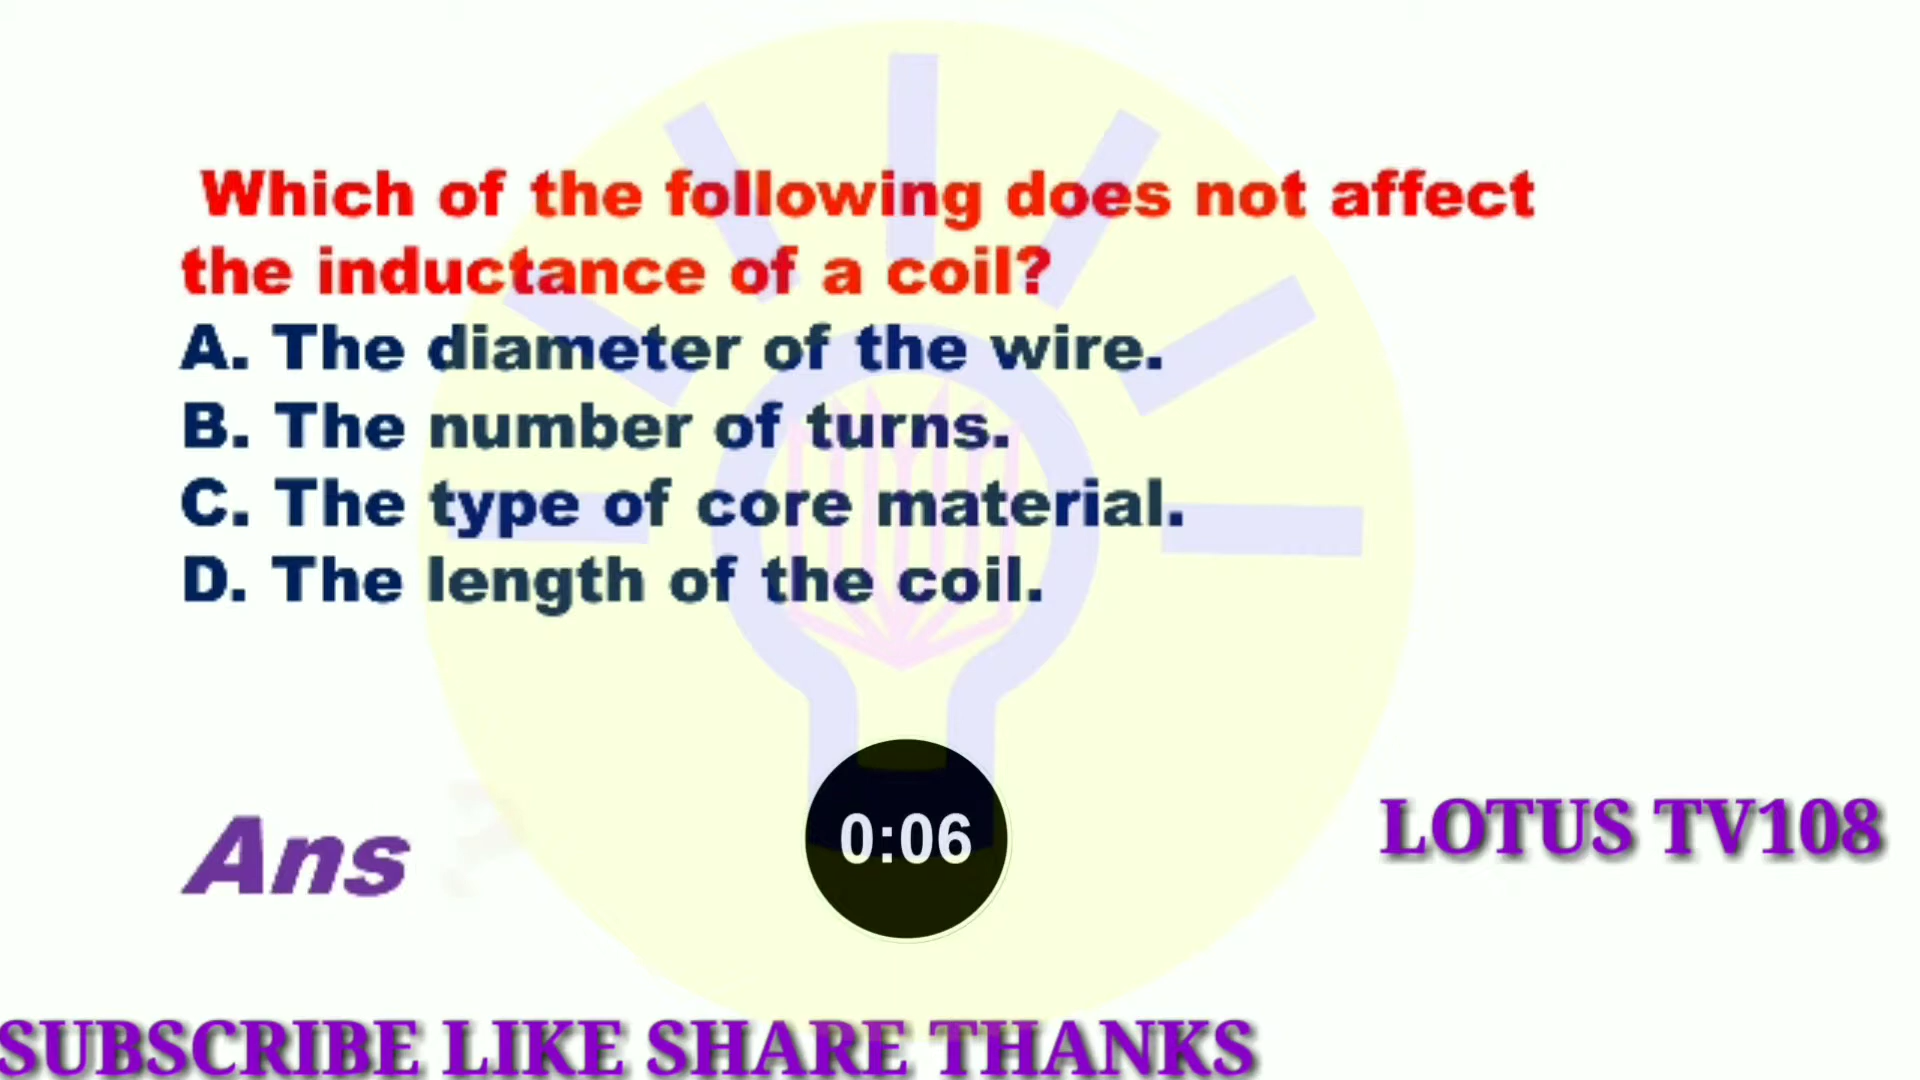 Which of the following does not affect
the inductance of a coil?
A. The diameter of the wire.
B. The number of turns.
C. The type of core material.
D. The length of the coil.
Ans
0:06
LOTUS TV108
SUBSCRIBE LIKE SHARE THANKS